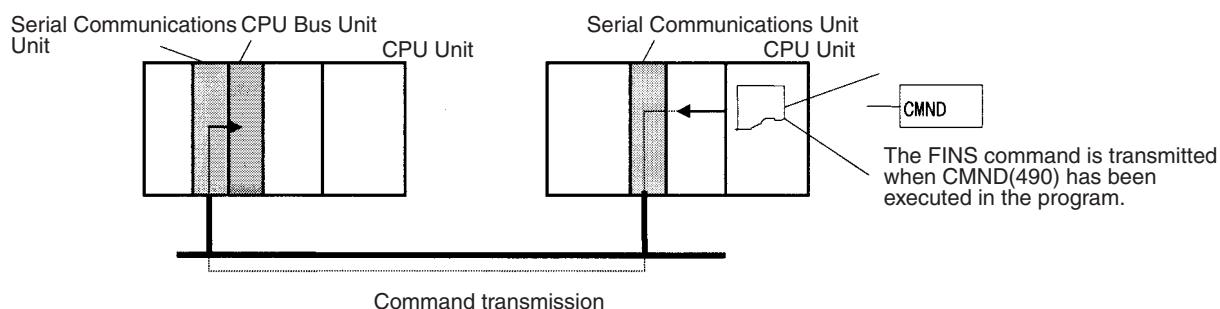 Serial Communications Unit
CPU Bus Unit
CPU Unit
Serial Communications Unit
CPU Unit
CMND
The FINS command is transmitted
when CMND(490) has been
executed in the program.
Command transmission